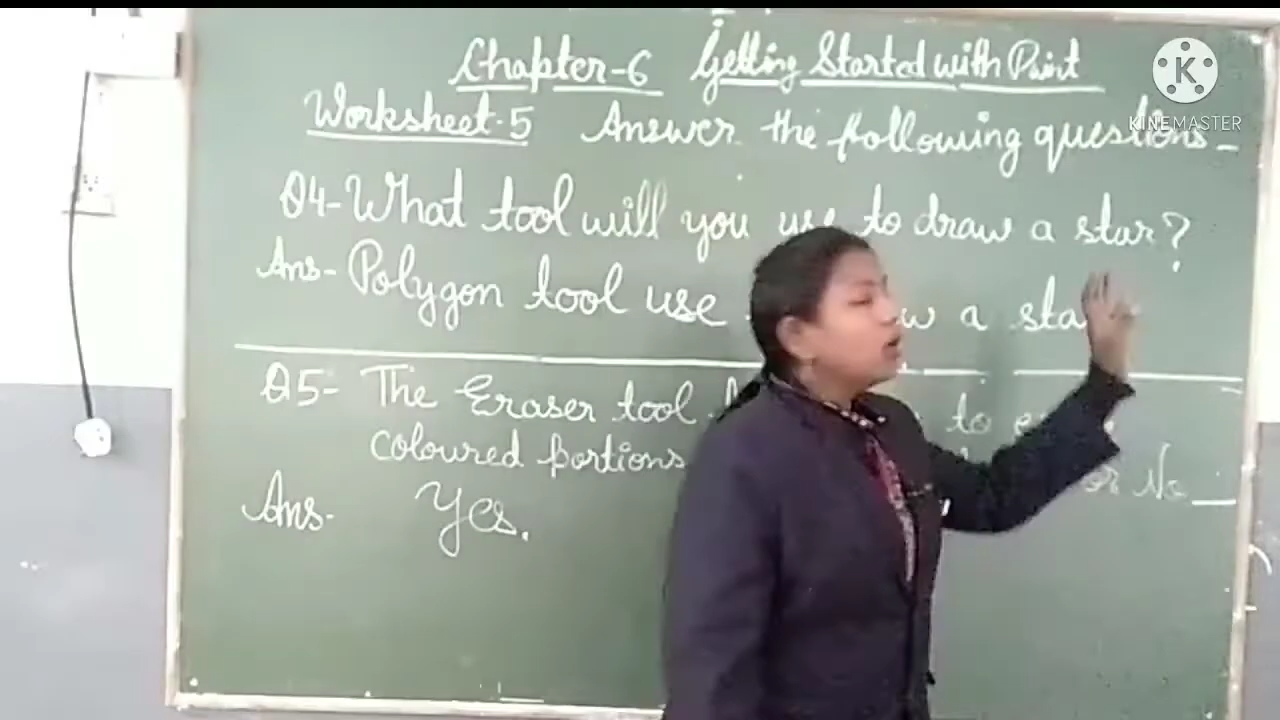 Chapter-6 Getting Started with Paint
Worksheet-5 Answer the following questions-
Q4- What tool will you use to draw a star?
Ans- Polygon tool use a
Q5- The Eraser tool to
coloured portions or No
Ans- Yes.
K
KINEMASTER